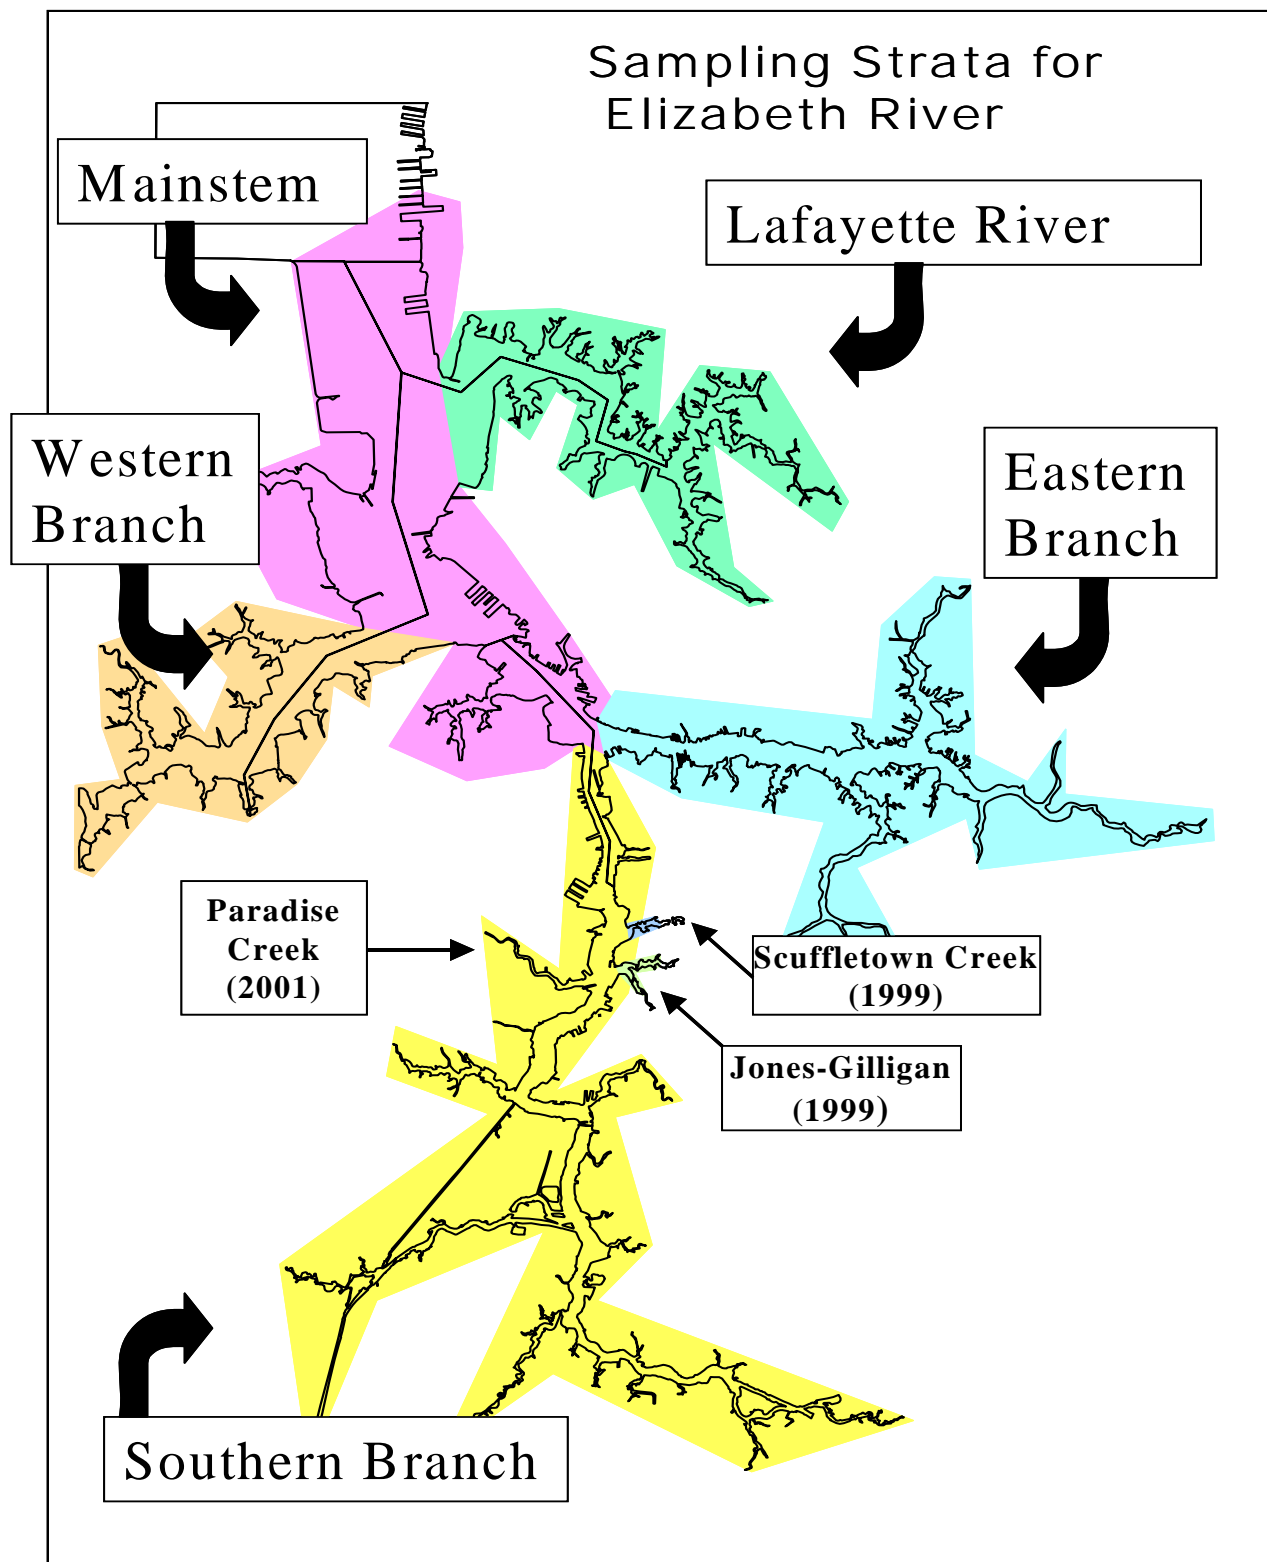 Sampling Strata for
Elizabeth River
Mainstem
Lafayette River
Western
Branch
Eastern
Branch
Paradise
Creek
(2001)
Scuffletown Creek
(1999)
Jones-Gilligan
(1999)
Southern Branch